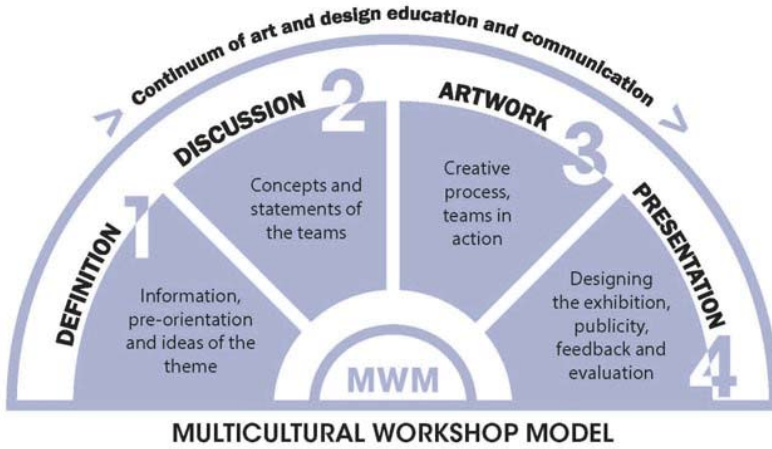 > Continuum of art and design education and communication >
DEFINITION
1
Information,
pre-orientation
and ideas of the
theme
DISCUSSION
2
Concepts and
statements of
the teams
ARTWORK
3
Creative
process,
teams in
action
PRESENTATION
4
Designing
the exhibition,
publicity,
feedback and
evaluation
MWM
MULTICULTURAL WORKSHOP MODEL